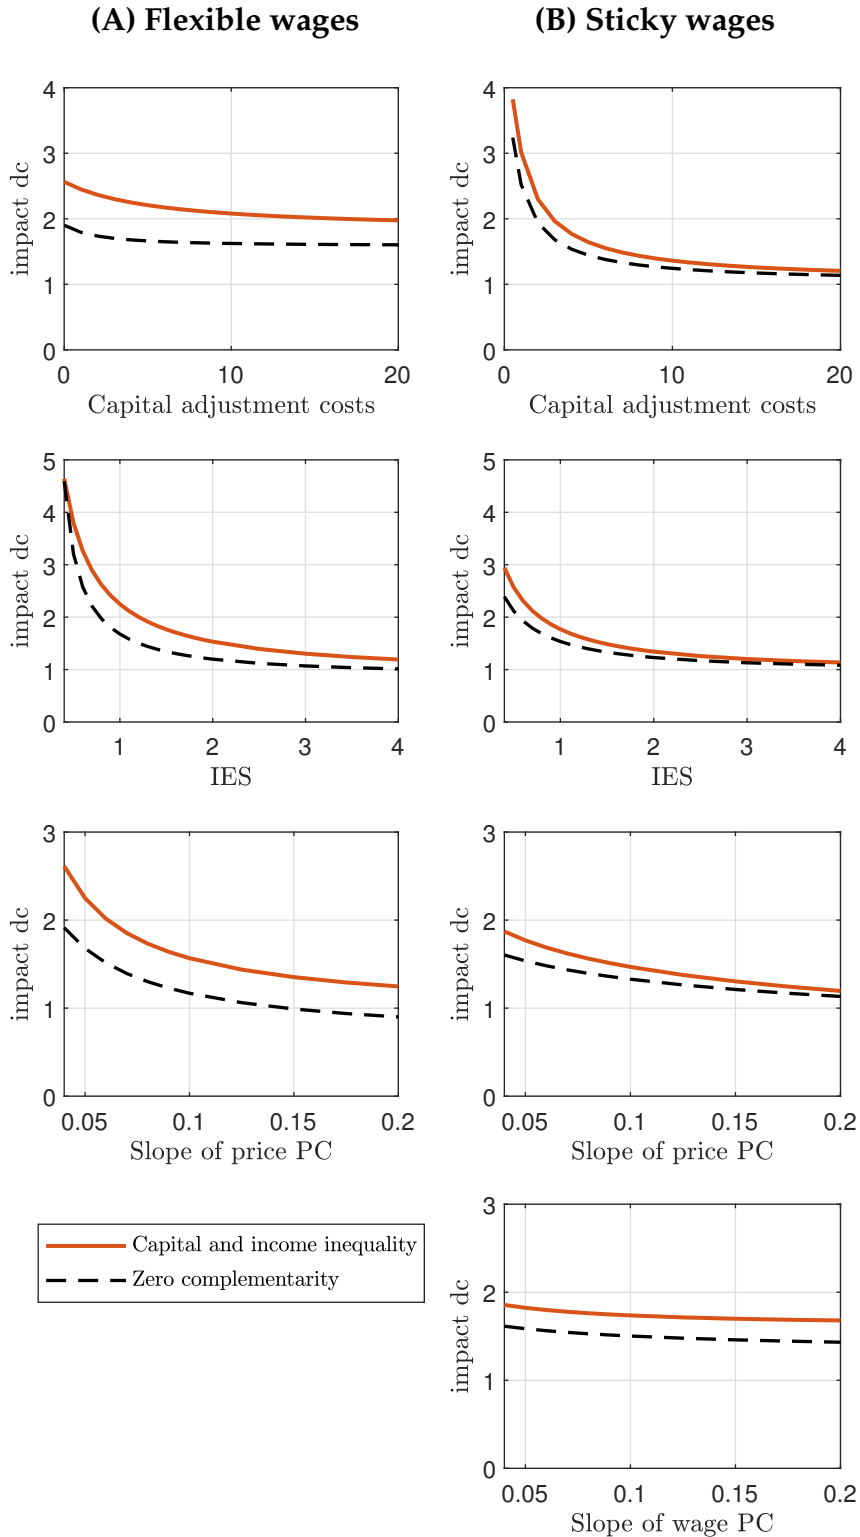 (A) Flexible wages
(B) Sticky wages
4
3
2
1
0
impact dc
0 10 20
Capital adjustment costs
4
3
2
1
0
impact dc
0 10 20
Capital adjustment costs
5
4
3
2
1
0
impact dc
1 2 3 4
IES
5
4
3
2
1
0
impact dc
1 2 3 4
IES
3
2
1
0
impact dc
0.05 0.1 0.15 0.2
Slope of price PC
3
2
1
0
impact dc
0.05 0.1 0.15 0.2
Slope of price PC
Capital and income inequality
Zero complementarity
3
2
1
0
impact dc
0.05 0.1 0.15 0.2
Slope of wage PC